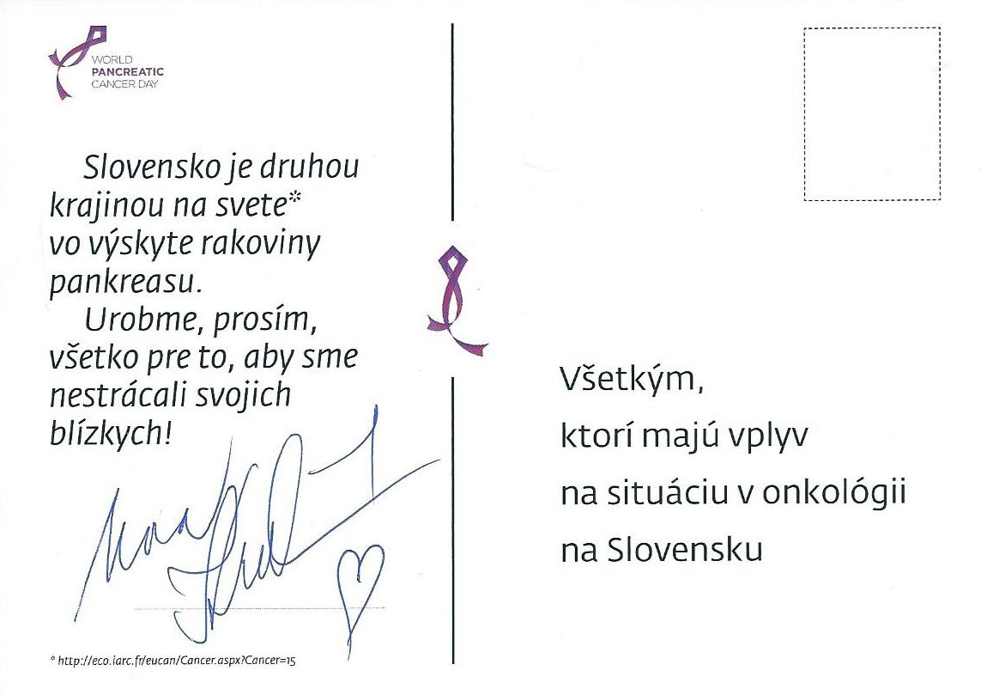 WORLD
PANCREATIC
CANCER DAY
Slovensko je druhou
krajinou na svete*
vo výskyte rakoviny
pankreasu.
Urobme, prosím,
všetko pre to, aby sme
nestrácali svojich
blízkych!
* http://eco.iarc.fr/eucan/Cancer.aspx?Cancer=15
Všetkým,
ktorí majú vplyv
na situáciu v onkológii
na Slovensku